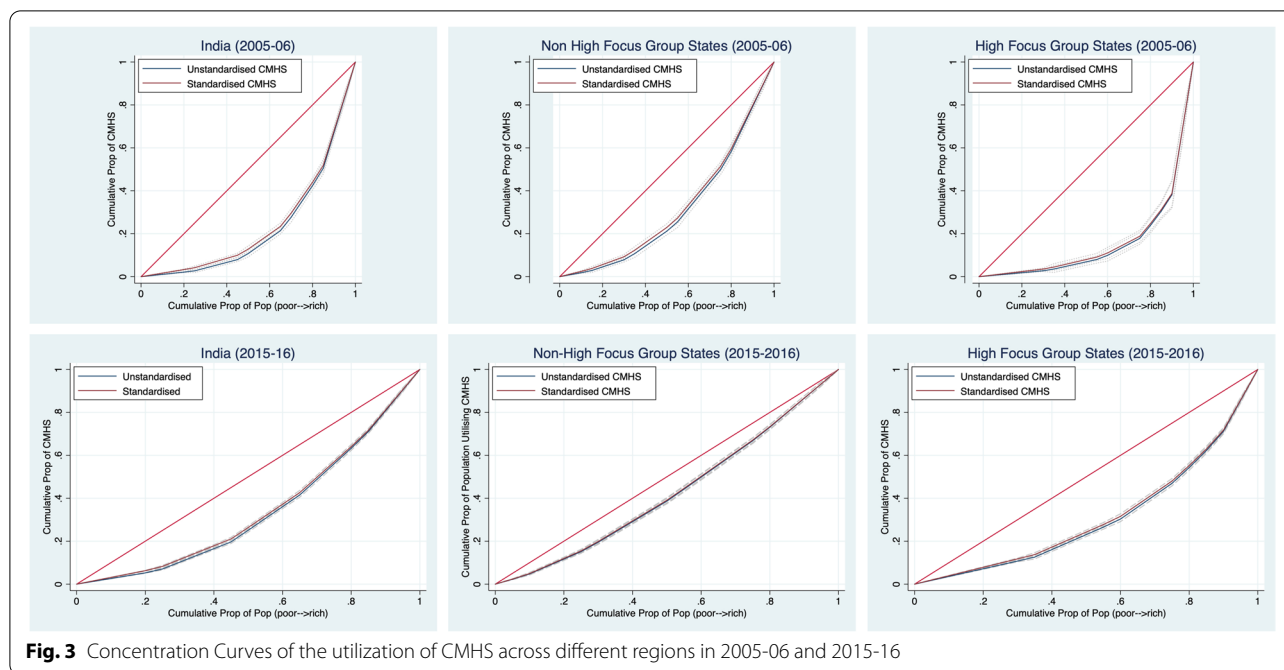 India (2005-06)
Unstandardised CMHS
Standardised CMHS
Cumulative Prop of CMHS
0 .2 .4 .6 .8 1
0 .2 .4 .6 .8 1
Cumulative Prop of Pop (poor-->rich)
Non High Focus Group States (2005-06)
Unstandardised CMHS
Standardised CMHS
Cumulative Prop of CMHS
0 .2 .4 .6 .8 1
0 .2 .4 .6 .8 1
Cumulative Prop of Pop (poor-->rich)
High Focus Group States (2005-06)
Unstandardised CMHS
Standardised CMHS
Cumulative Prop of CMHS
0 .2 .4 .6 .8 1
0 .2 .4 .6 .8 1
Cumulative Prop of Pop (poor-->rich)
India (2015-16)
Unstandardised
Standardised
Cumulative Prop of CMHS
0 .2 .4 .6 .8 1
0 .2 .4 .6 .8 1
Cumulative Prop of Pop (poor-->rich)
Non-High Focus Group States (2015-2016)
Unstandardised CMHS
Standardised CMHS
Cumulative Prop of Population Utilising CMHS
0 .2 .4 .6 .8 1
0 .2 .4 .6 .8 1
Cumulative Prop of Pop (poor-->rich)
High Focus Group States (2015-2016)
Unstandardised CMHS
Standardised CMHS
Cumulative Prop of CMHS
0 .2 .4 .6 .8 1
0 .2 .4 .6 .8 1
Cumulative Prop of Pop (poor-->rich)
Fig. 3 Concentration Curves of the utilization of CMHS across different regions in 2005-06 and 2015-16